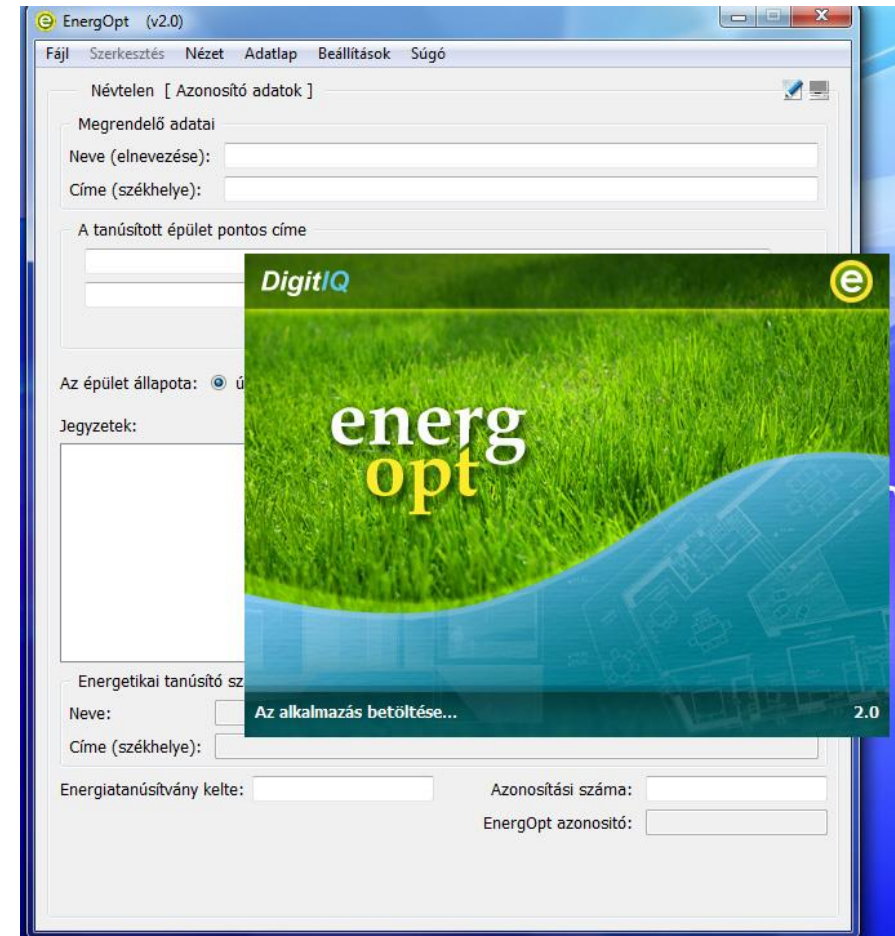 EnergOpt (v2.0)
Fájl Szerkesztés Nézet Adatlap Beállítások Súgó
Névtelen [ Azonosító adatok ]
Megrendelő adatai
Neve (elnevezése):
Címe (székhelye):
A tanúsított épület pontos címe
DigitIQ
e
Az épület állapota:
Jegyzetek:
energ
opt
Energetikai tanúsító
Neve:
Az alkalmazás betöltése... 2.0
Címe (székhelye):
Energiatanúsítvány kelte: Azonosítási száma:
EnergOpt azonositó: